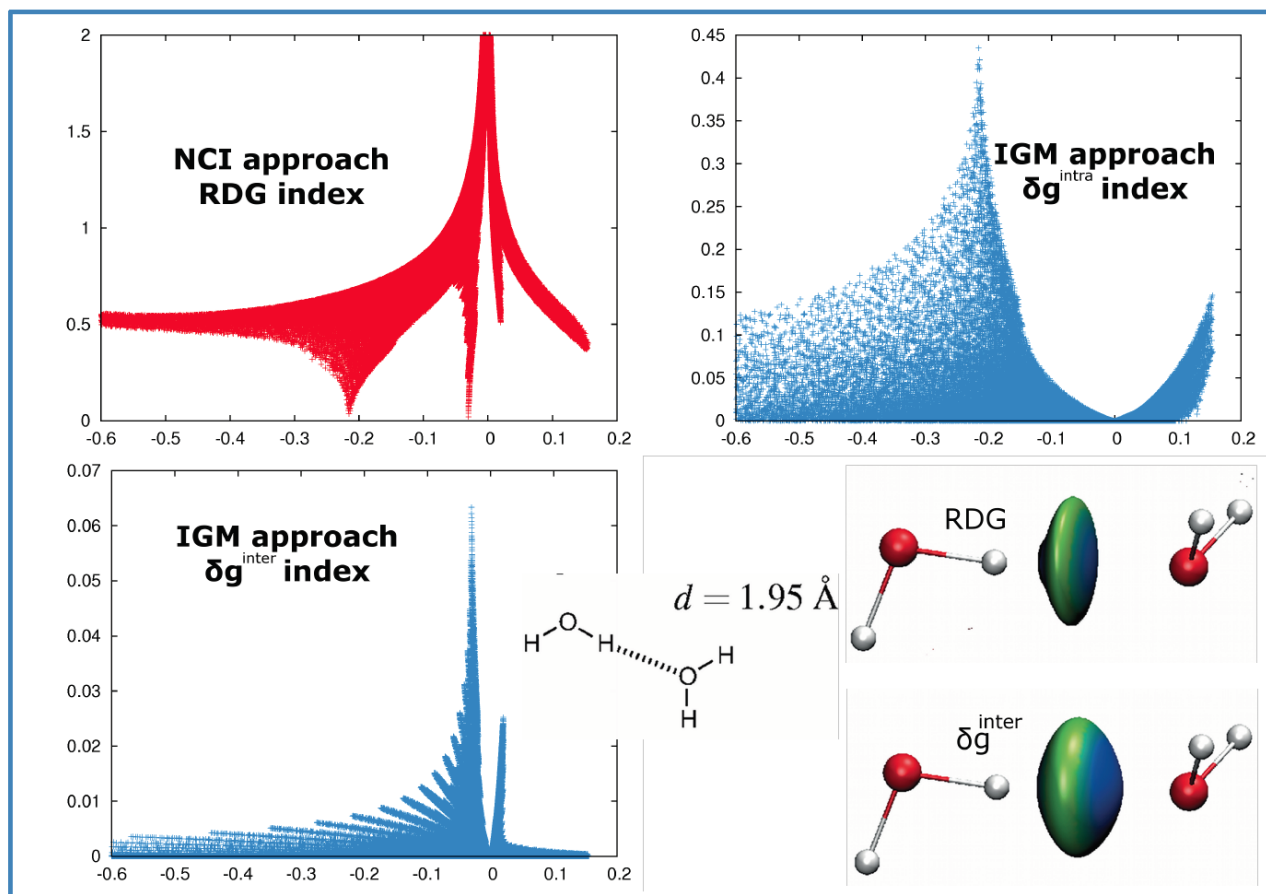 2
1.5
1
0.5
0
-0.6 -0.5 -0.4 -0.3 -0.2 -0.1 0 0.1 0.2
NCI approach
RDG index
0.45
0.4
0.35
0.3
0.25
0.2
0.15
0.1
0.05
0
-0.6 -0.5 -0.4 -0.3 -0.2 -0.1 0 0.1 0.2
IGM approach
δg^intra index
0.07
0.06
0.05
0.04
0.03
0.02
0.01
0
-0.6 -0.5 -0.4 -0.3 -0.2 -0.1 0 0.1 0.2
IGM approach
δg^inter index
d = 1.95 Å
O
H H H
O
H
RDG
δg^inter